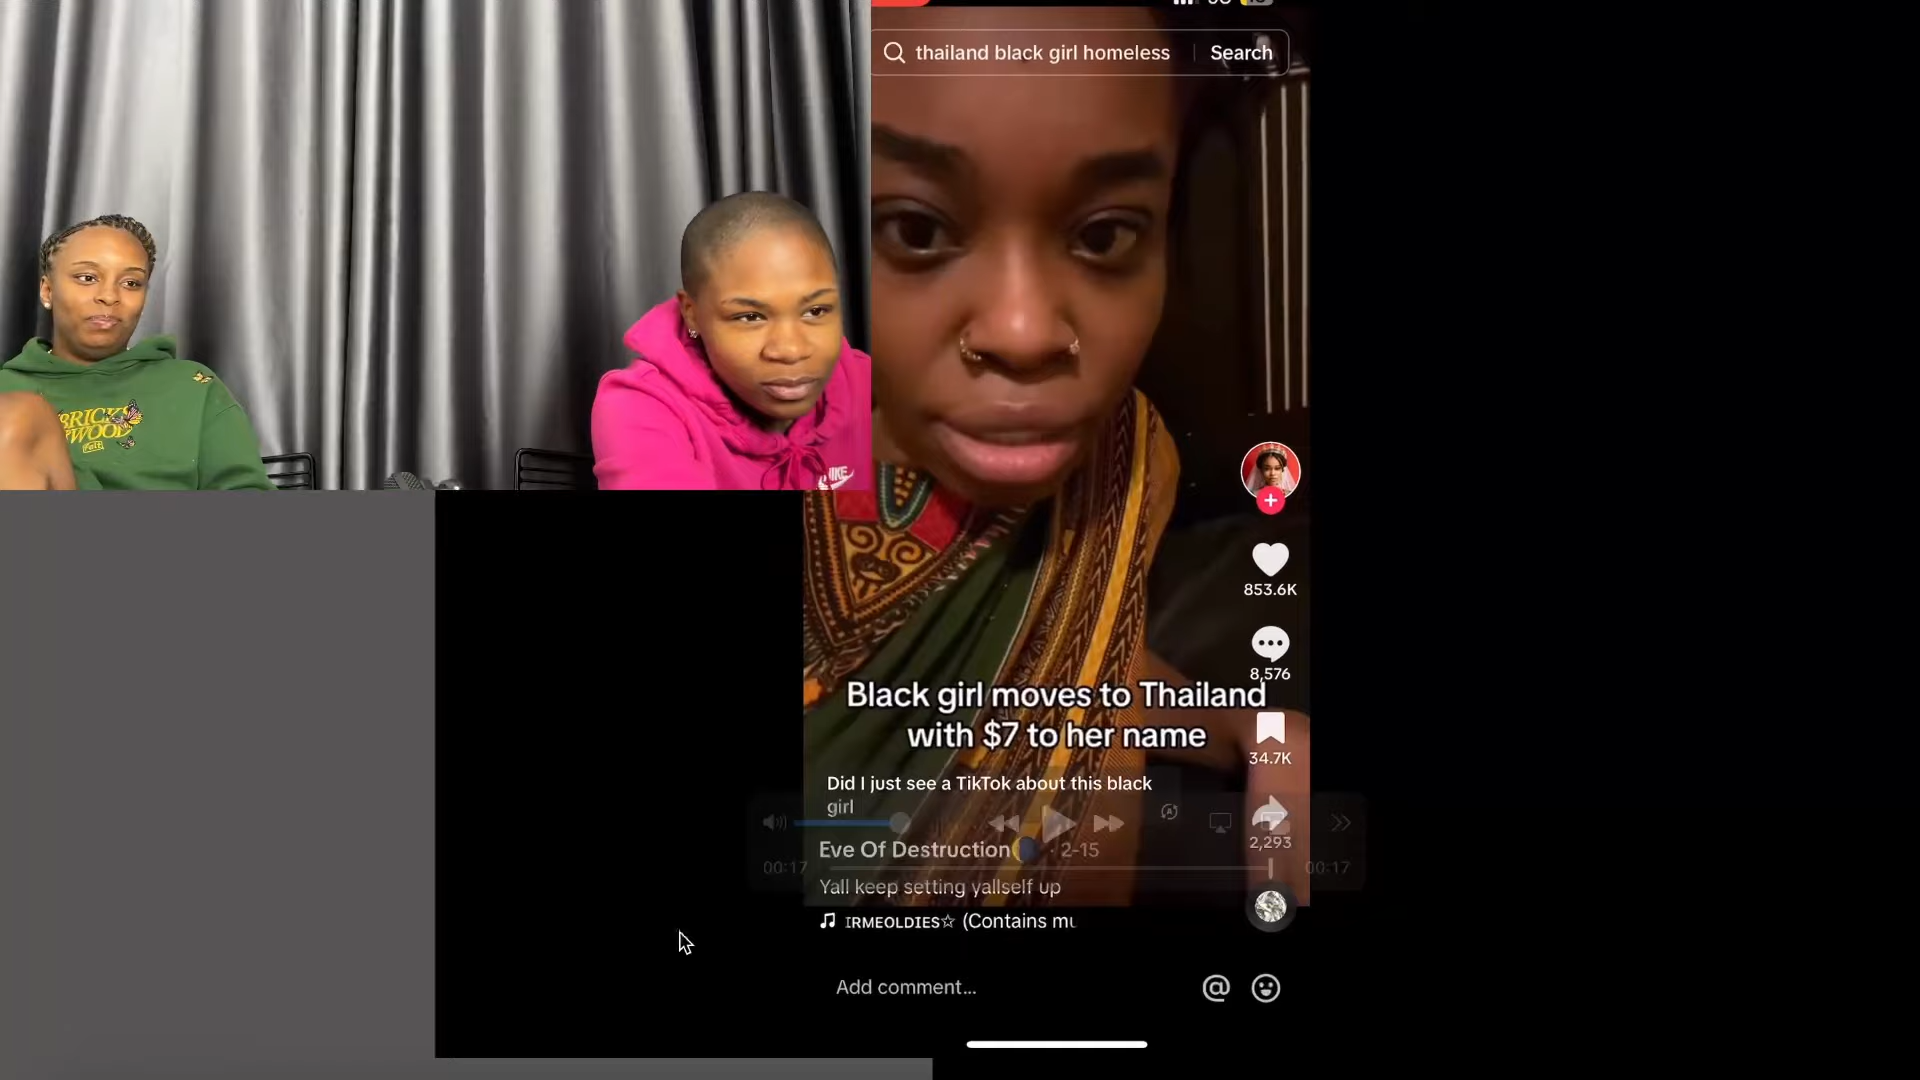 thailand black girl homeless
Search
BRICKS
WOOD
NIKE
853.6K
8,576
Black girl moves to Thailand
with $7 to her name
34.7K
Did I just see a TikTok about this black
girl
2,293
Eve Of Destruction · 2-15
00:17
00:17
Yall keep setting yallself up
IRMEOLDIES☆ (Contains mu
Add comment...
@